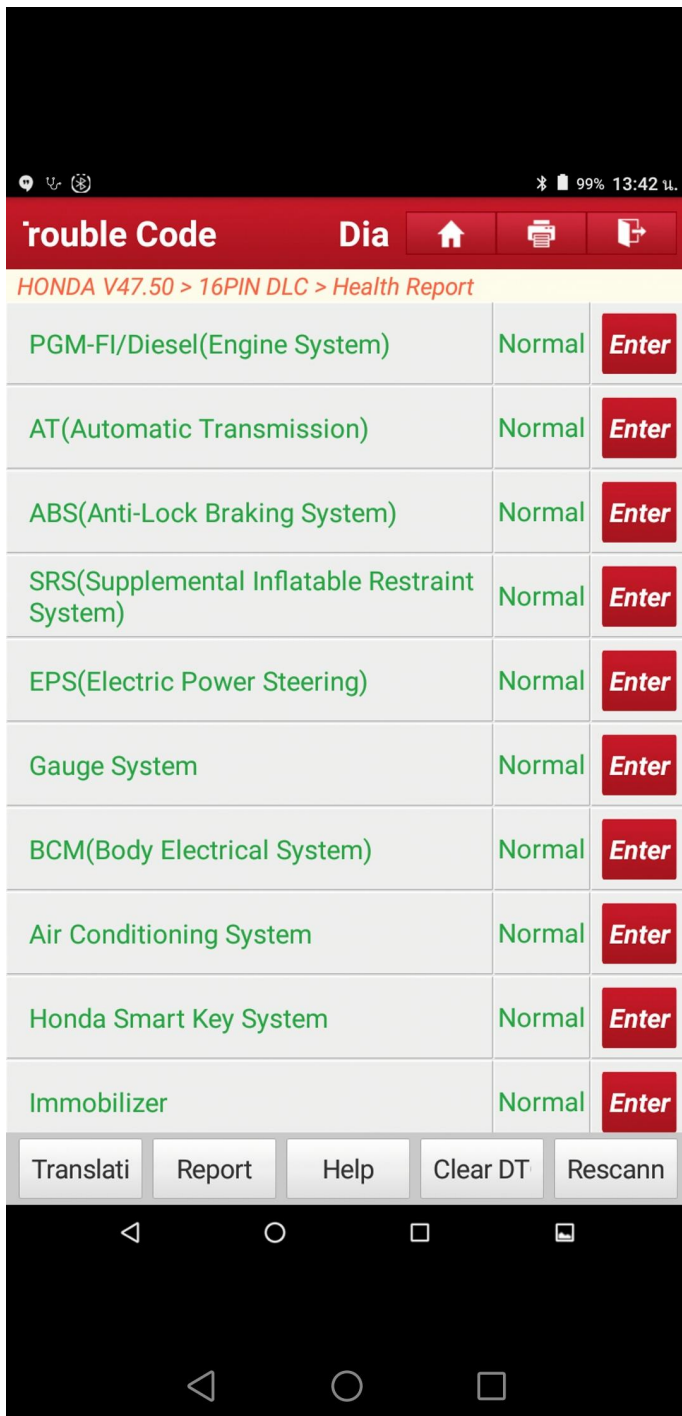 99% 13:42 น.
rouble Code Dia
HONDA V47.50 > 16PIN DLC > Health Report
PGM-FI/Diesel(Engine System) Normal Enter
AT(Automatic Transmission) Normal Enter
ABS(Anti-Lock Braking System) Normal Enter
SRS(Supplemental Inflatable Restraint
System) Normal Enter
EPS(Electric Power Steering) Normal Enter
Gauge System Normal Enter
BCM(Body Electrical System) Normal Enter
Air Conditioning System Normal Enter
Honda Smart Key System Normal Enter
Immobilizer Normal Enter
Translati Report Help Clear DT Rescann